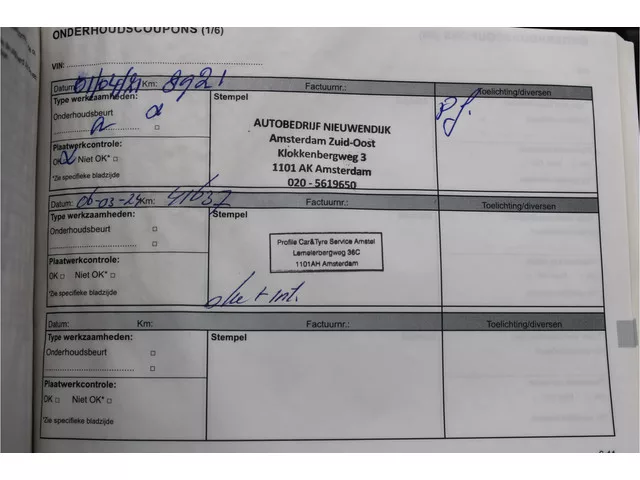 ONDERHOUDSCOUPONS (1/6)
VIN:
Datum: 01/04/21 Km: 8921 Factuurnr.: Toelichting/diversen
Type werkzaamheden:
Onderhoudsbeurt
Stempel
AUTOBEDRIJF NIEUWENDIJK
Amsterdam Zuid-Oost
Klokkenbergweg 3
1101 AK Amsterdam
020 - 5619650
Plaatwerkcontrole:
OK Niet OK*
*Zie specifieke bladzijde
Datum: 06-03-24 Km: Factuurnr.: Toelichting/diversen
Type werkzaamheden:
Onderhoudsbeurt
Stempel
Profile Car&Tyre Service Amstel
Lemelerbergweg 36C
1101AH Amsterdam
Plaatwerkcontrole:
OK Niet OK*
*Zie specifieke bladzijde
Datum: Km: Factuurnr.: Toelichting/diversen
Type werkzaamheden:
Onderhoudsbeurt
Stempel
Plaatwerkcontrole:
OK Niet OK*
*Zie specifieke bladzijde